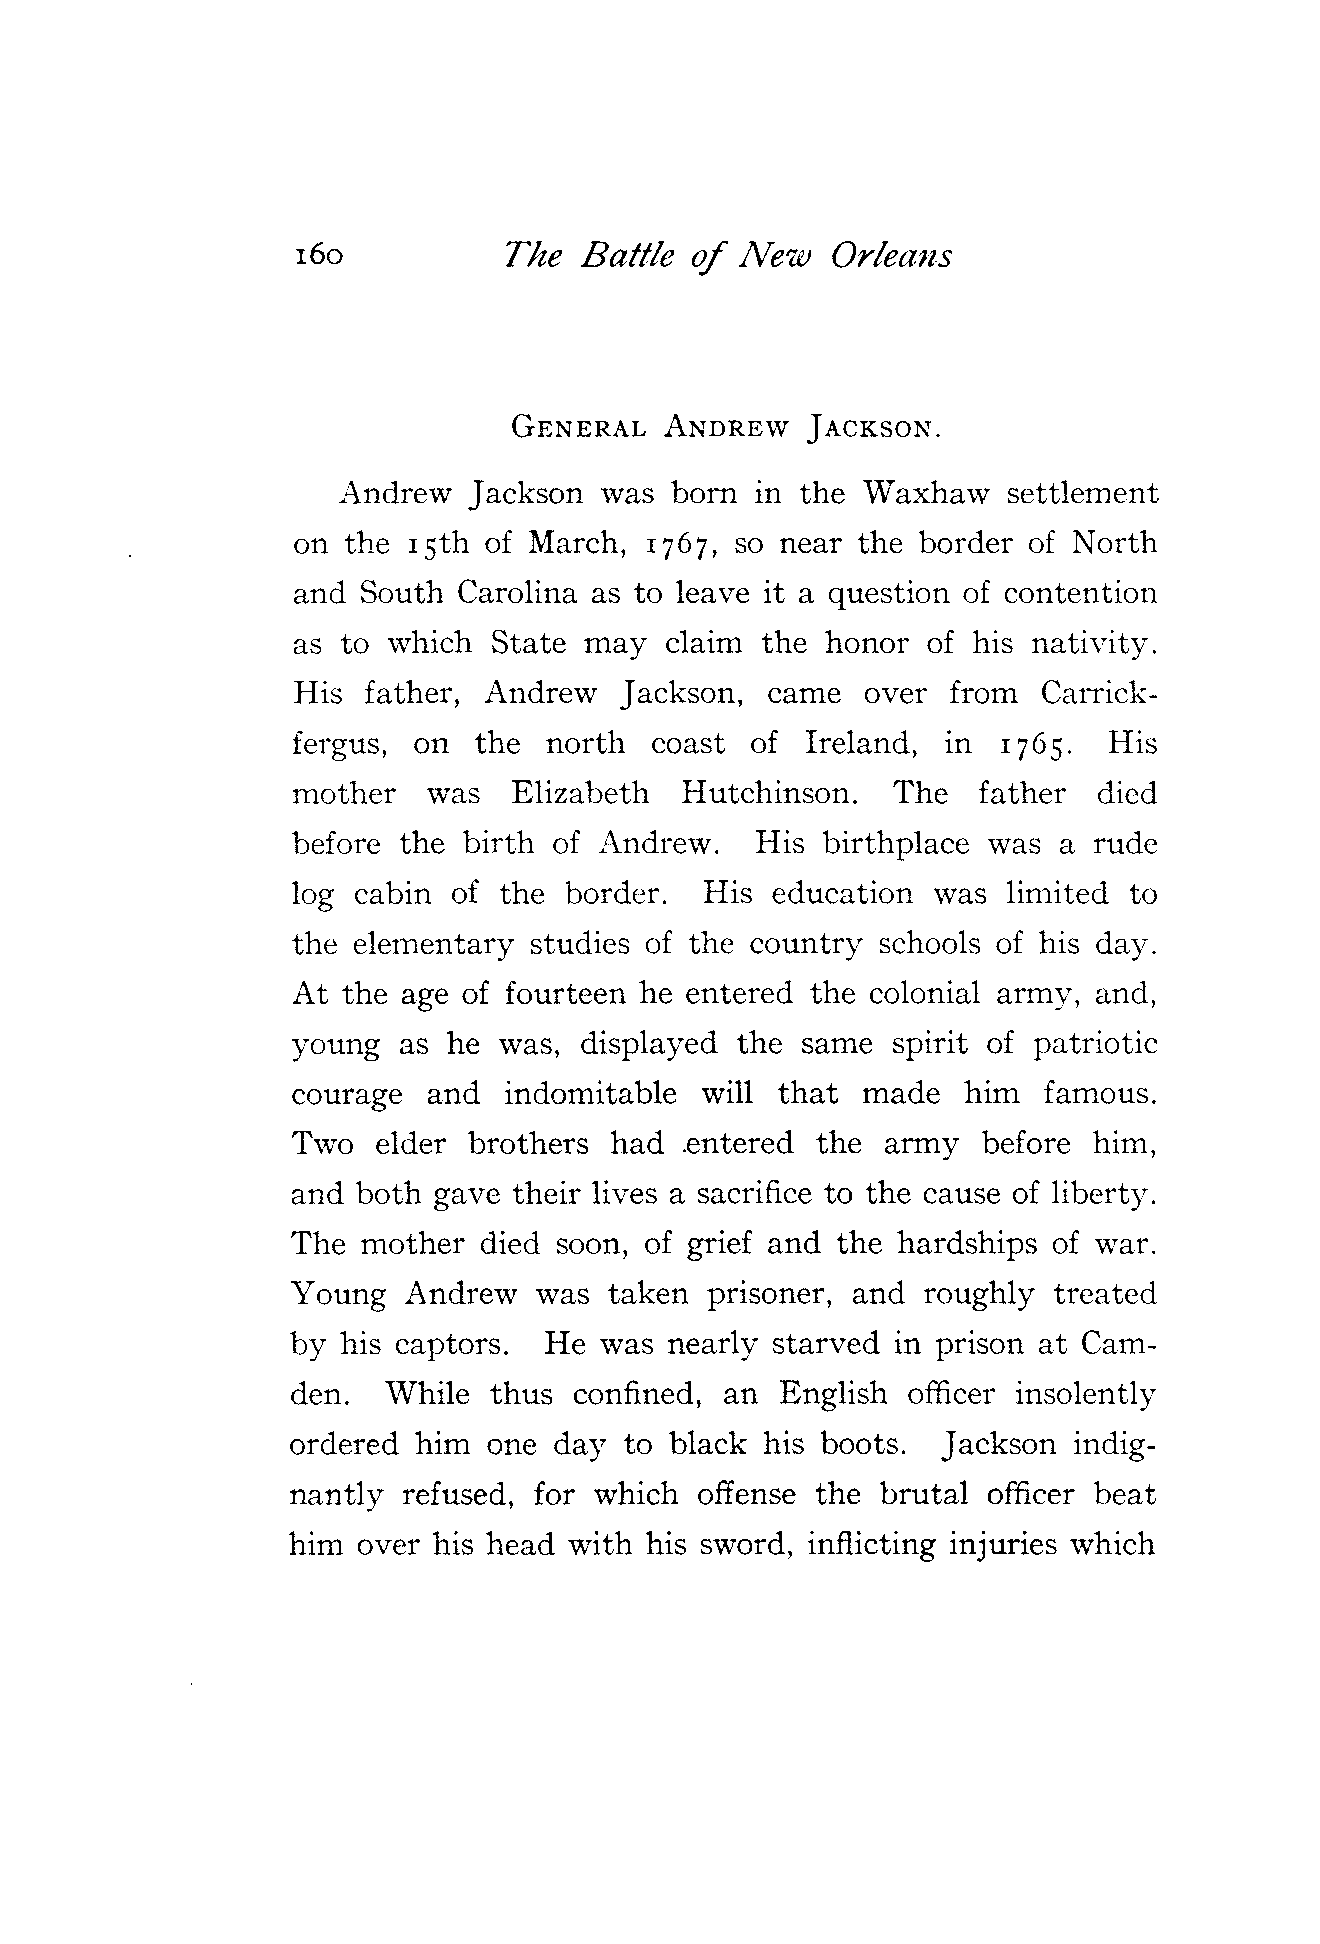 160 The Battle of New Orleans
GENERAL ANDREW JACKSON.
Andrew Jackson was born in the Waxhaw settlement
on the 15th of March, 1767, so near the border of North
and South Carolina as to leave it a question of contention
as to which State may claim the honor of his nativity.
His father, Andrew Jackson, came over from Carrick-
fergus, on the north coast of Ireland, in 1765. His
mother was Elizabeth Hutchinson. The father died
before the birth of Andrew. His birthplace was a rude
log cabin of the border. His education was limited to
the elementary studies of the country schools of his day.
At the age of fourteen he entered the colonial army, and,
young as he was, displayed the same spirit of patriotic
courage and indomitable will that made him famous.
Two elder brothers had entered the army before him,
and both gave their lives a sacrifice to the cause of liberty.
The mother died soon, of grief and the hardships of war.
Young Andrew was taken prisoner, and roughly treated
by his captors. He was nearly starved in prison at Cam-
den. While thus confined, an English officer insolently
ordered him one day to black his boots. Jackson indig-
nantly refused, for which offense the brutal officer beat
him over his head with his sword, inflicting injuries which